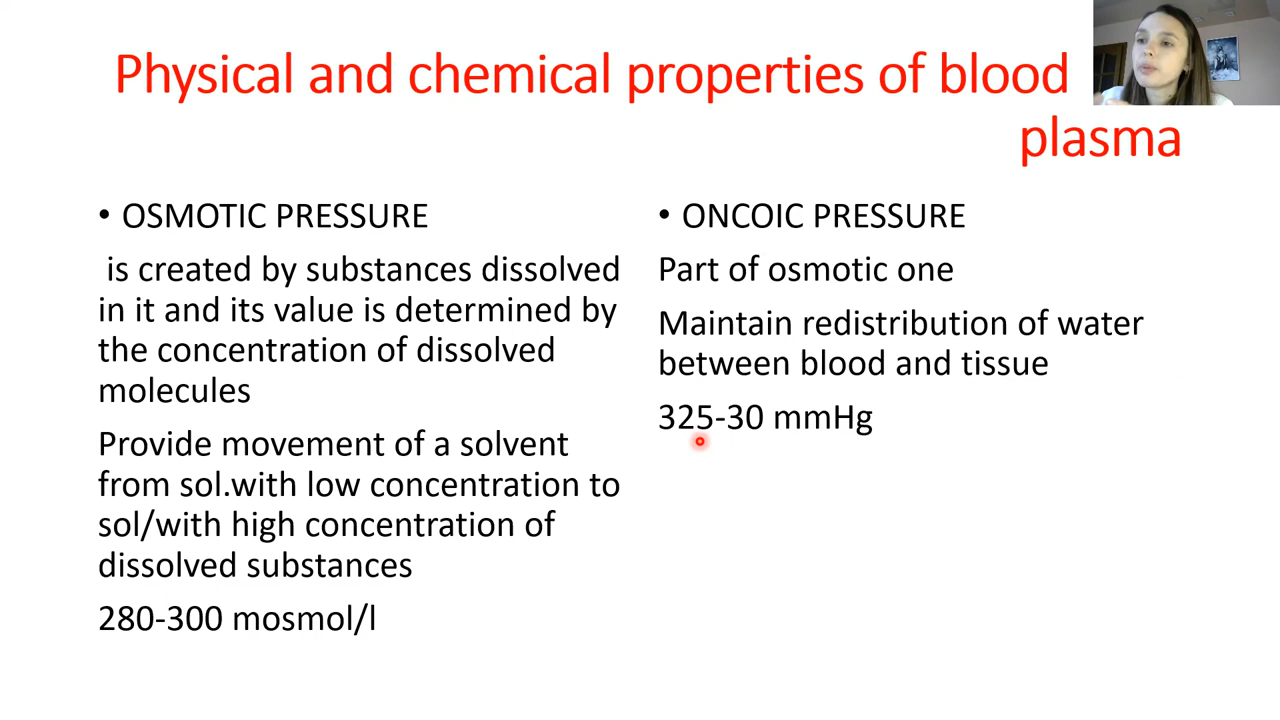 Physical and chemical properties of blood
plasma
• OSMOTIC PRESSURE
is created by substances dissolved
in it and its value is determined by
the concentration of dissolved
molecules
Provide movement of a solvent
from sol.with low concentration to
sol/with high concentration of
dissolved substances
280-300 mosmol/l
• ONCOIC PRESSURE
Part of osmotic one
Maintain redistribution of water
between blood and tissue
325-30 mmHg